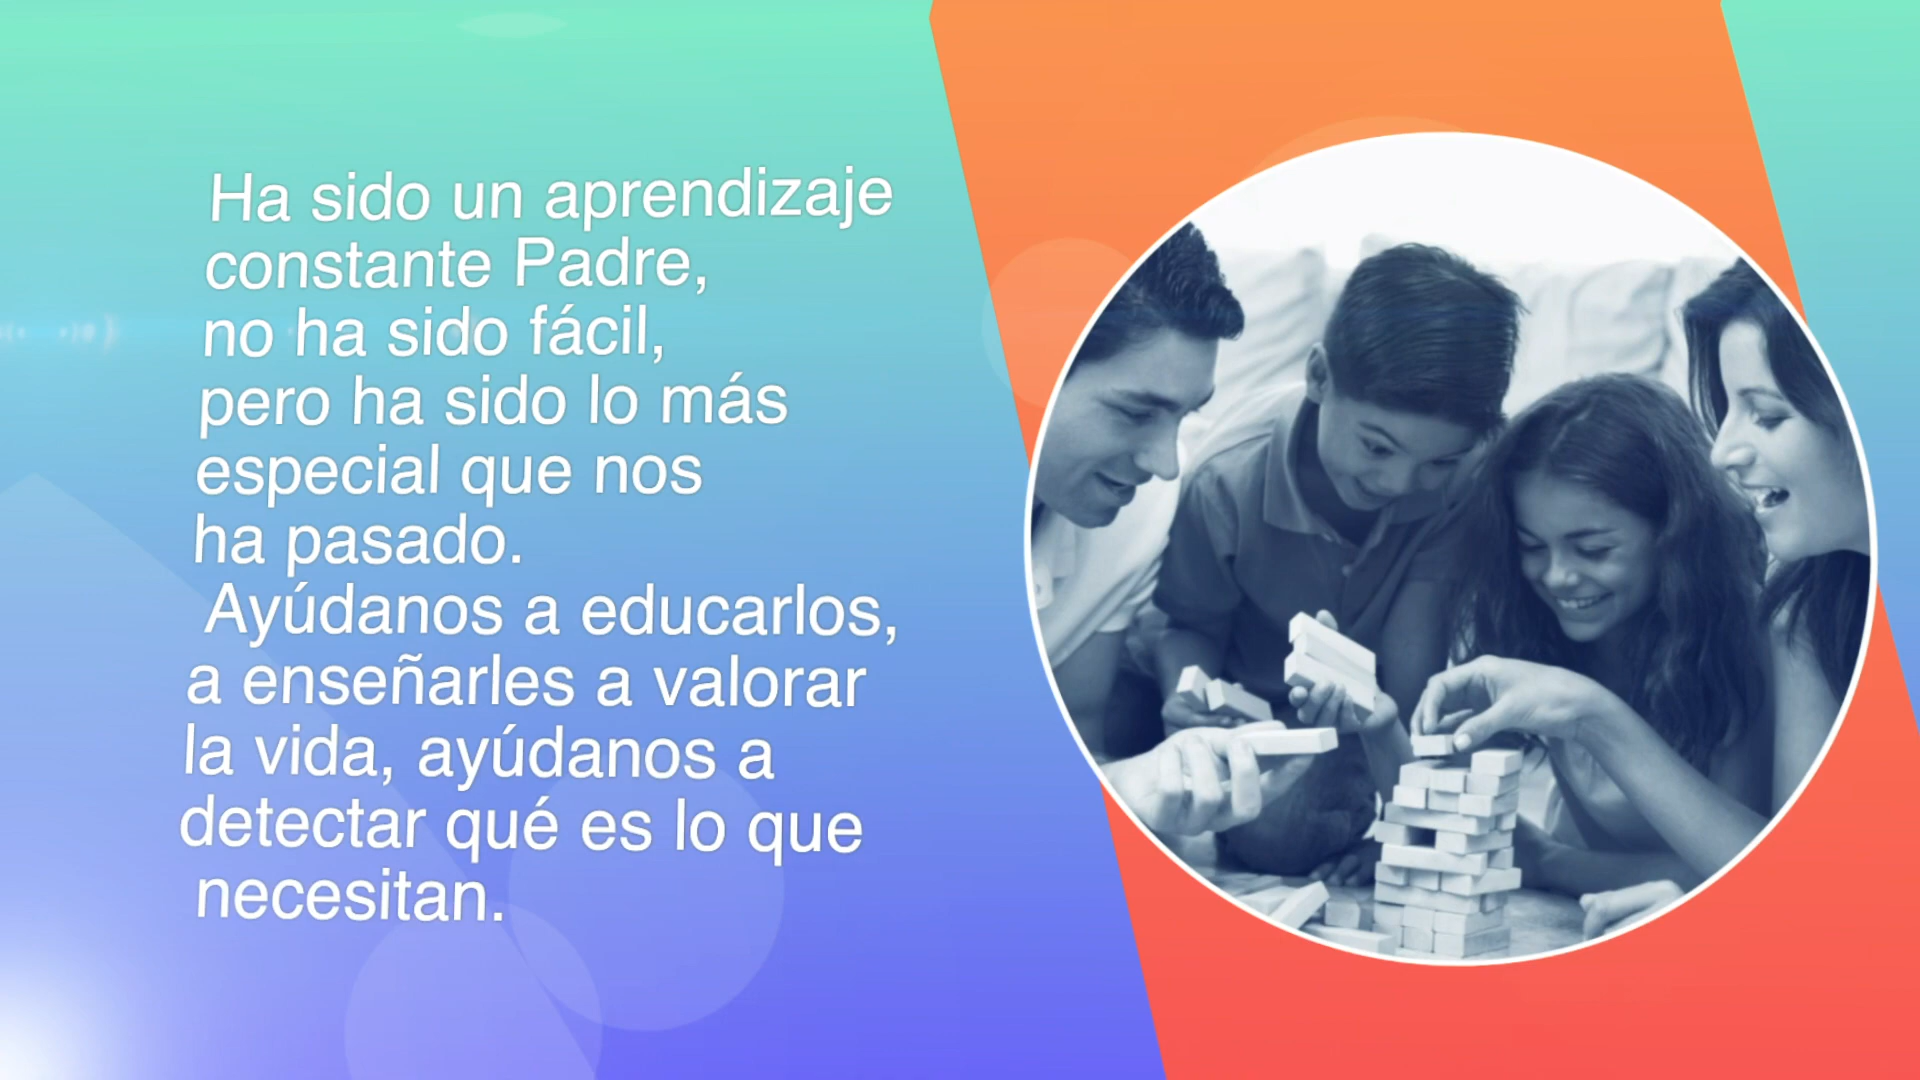 Ha sido un aprendizaje
constante Padre,
no ha sido fácil,
pero ha sido lo más
especial que nos
ha pasado.
Ayúdanos a educarlos,
a enseñarles a valorar
la vida, ayúdanos a
detectar qué es lo que
necesitan.